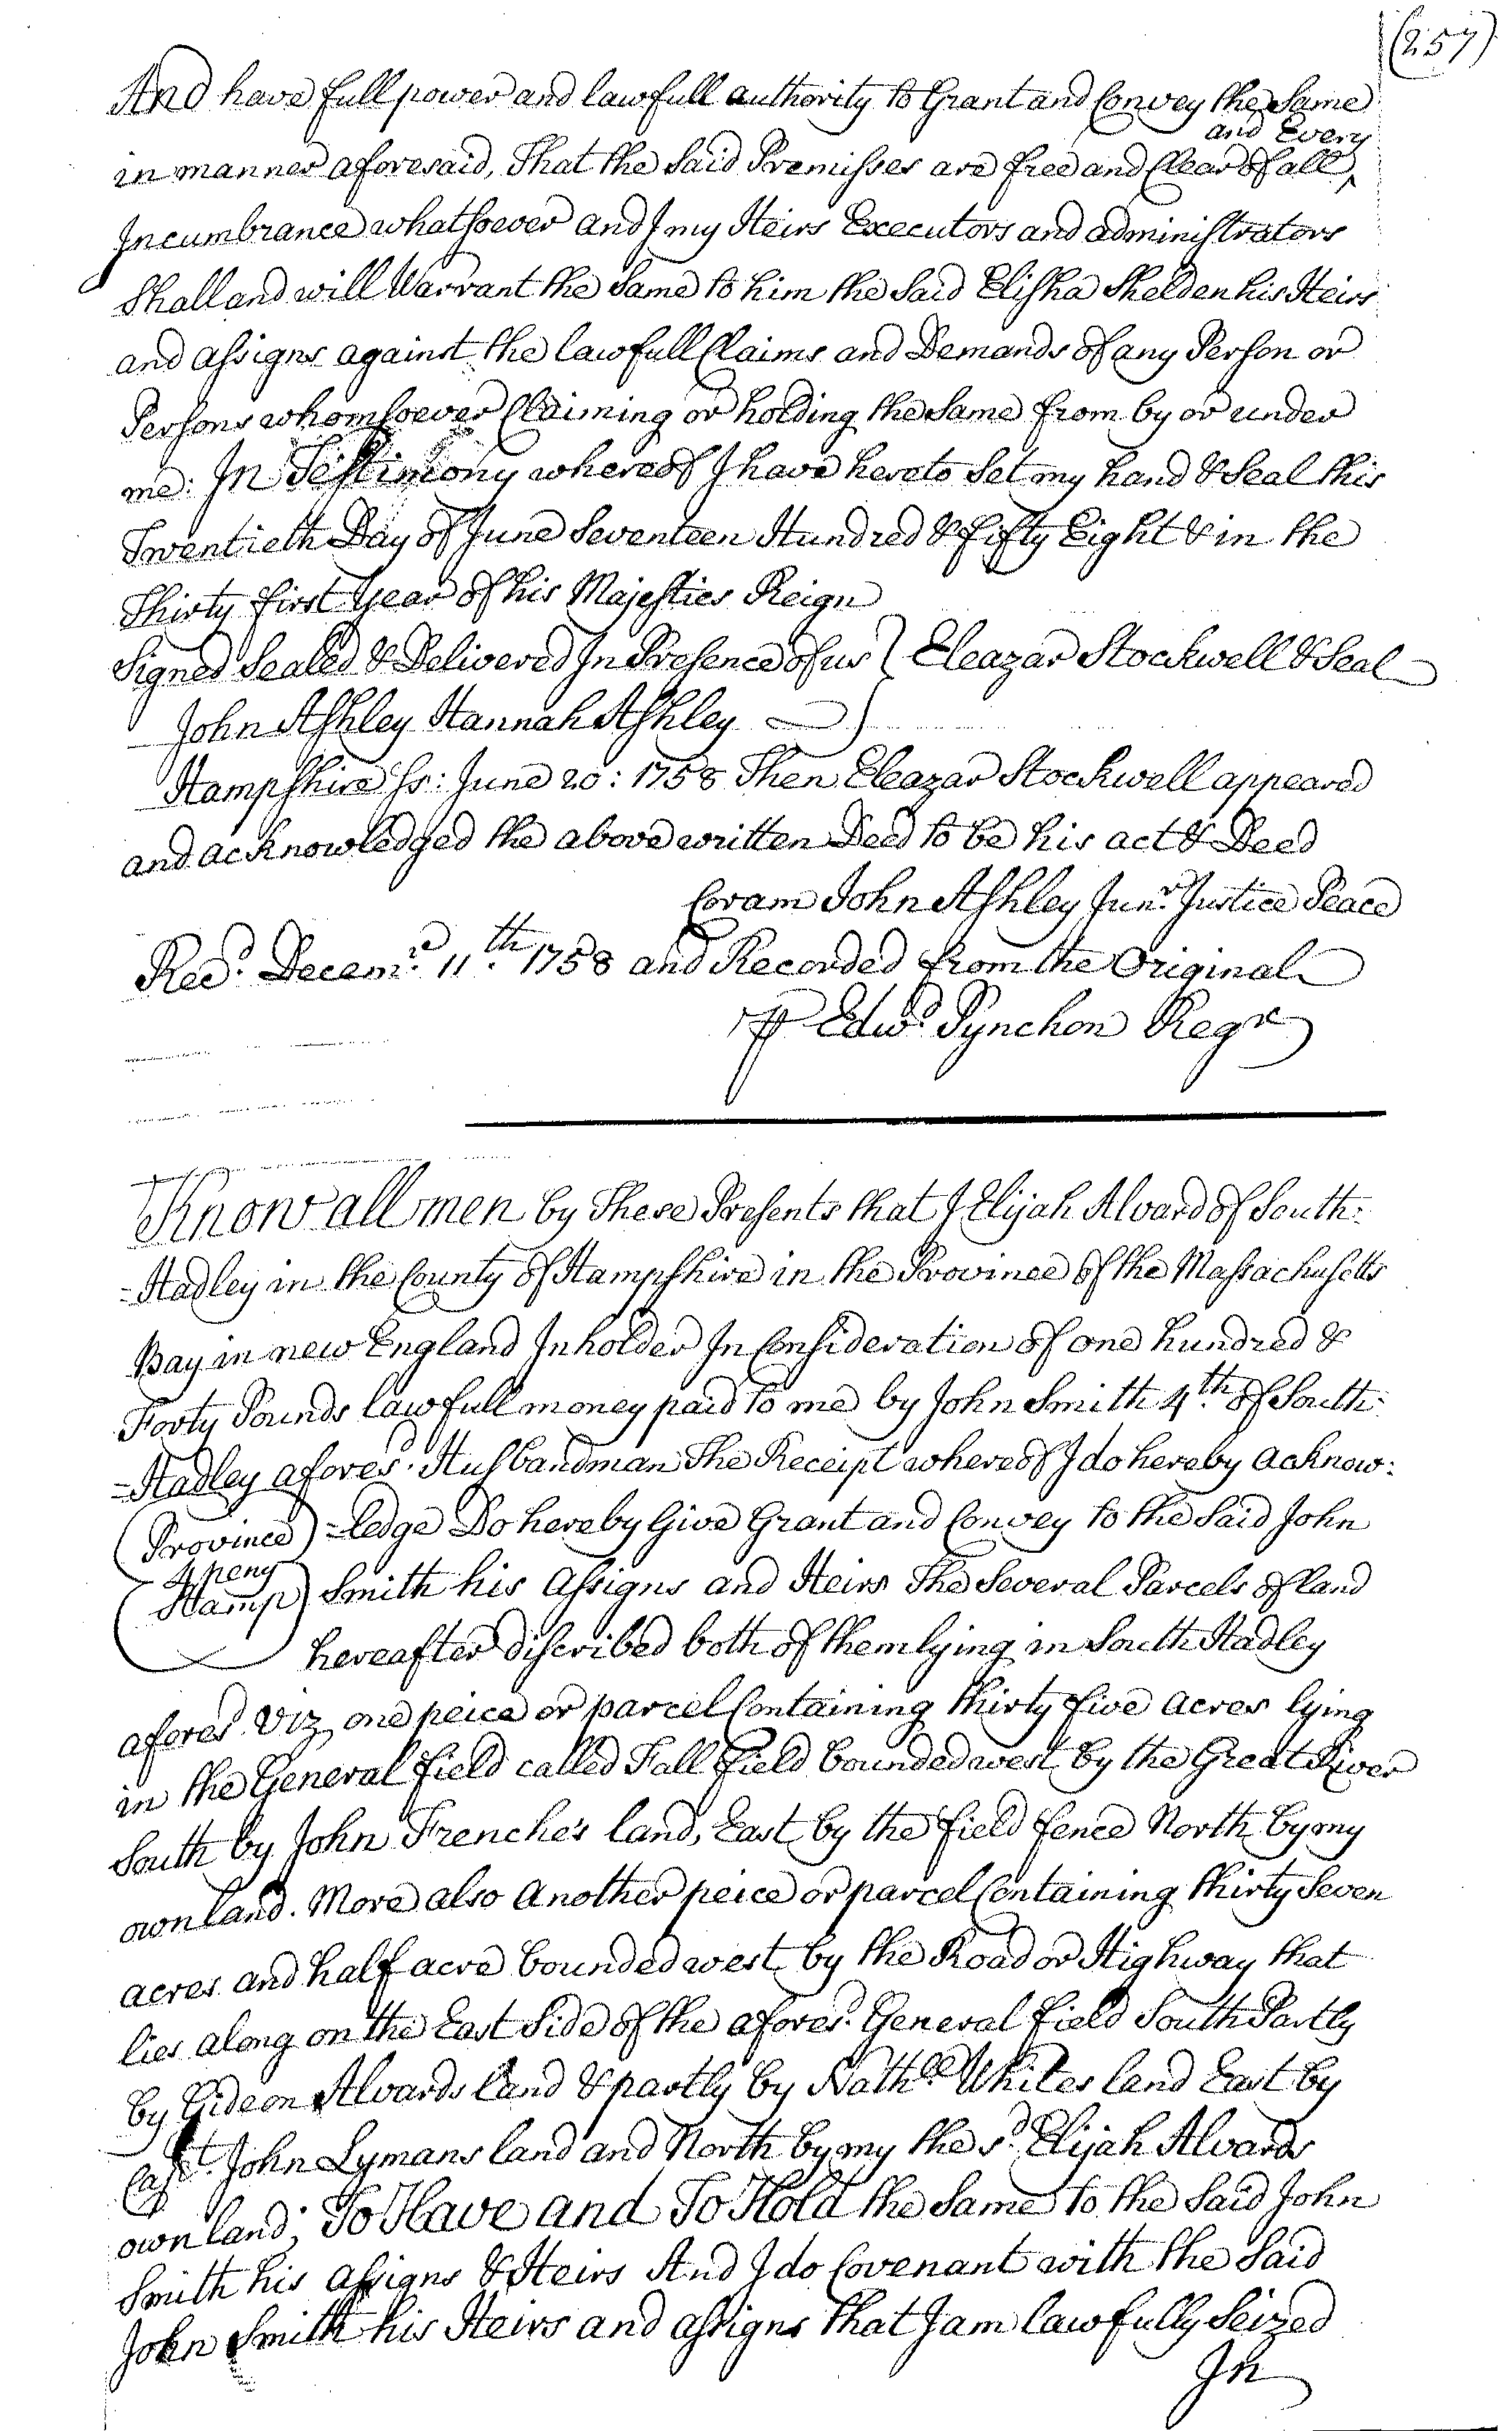 (257)
And have full power and lawfull authority to Grant and Convey the Same
in manner aforesaid, That the Said Premisses are free and Clear of all and Every
Incumbrance whatsoever and I my Heirs Executors and administrators
Shall and will Warrant the Same to him the Said Elisha Shelden his Heirs
and assigns against the lawfull Claims and Demands of any Person or
Persons whomsoever Claiming or holding the Same from by or under
me: In Testimony whereof I have hereto Set my hand & Seal this
Twentieth Day of June Seventeen Hundred & fifty Eight & in the
Thirty first Year of his Majesties Reign
Signed Sealed & Delivered In Presence of us } Eleazar Stockwell & Seal
John Ashley Hannah Ashley
Hampshire Ss: June 20: 1758 Then Eleazar Stockwell appeared
and acknowledged the above written Deed to be his act & Deed
Coram John Ashley Junr. Justice Peace
Recd. Decemr. 11th. 1758 and Recorded from the Original
⅌ Edwd Pynchon Regr
Know all men by These Presents that I Elijah Alvard of South=
=Hadley in the County of Hampshire in the Province of the Massachusetts
Bay in new England Inholder In Consideration of one hundred &
Forty Pounds lawfull money paid to me by John Smith 4th. of South=
=Hadley aforesd. Husbandman The Receipt whereof I do hereby acknow=
(Province) =ledge Do hereby Give Grant and Convey to the Said John
4 peny
Stamp) Smith his Assigns and Heirs The Several Parcels of land
hereafter discribed both of them lying in South Hadley
aforesd. Viz one peice or parcel Containing thirty five acres lying
in the General field called Fall field bounded west by the Great River
South by John Frenches land, East by the field fence North by my
own land. More also Another peice or parcel Containing thirty Seven
acres and half acre bounded west by the Road or Highway that
lies along on the East Side of the aforesd. General field South Partly
by Gideon Alvards land & partly by Nathll. Whites land East by
Capt. John Lymans land and North by my the sd. Elijah Alvards
own land; To Have and To Hold the Same to the Said John
Smith his assigns & Heirs And I do Covenant with the Said
John Smith his Heirs and assigns that I am lawfully Seized
In